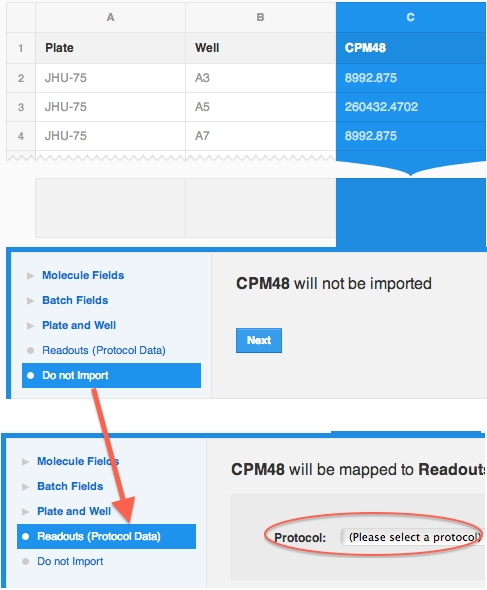 A B C
1 Plate Well CPM48
2 JHU-75 A3 8992.875
3 JHU-75 A5 260432.4702
4 JHU-75 A7 8992.875
Molecule Fields
Batch Fields
Plate and Well
Readouts (Protocol Data)
Do not Import
CPM48 will not be imported
Next
Molecule Fields
Batch Fields
Plate and Well
Readouts (Protocol Data)
Do not Import
CPM48 will be mapped to Readouts
Protocol: (Please select a protocol)